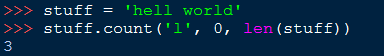 >>> stuff = 'hell world'
>>> stuff.count('l', 0, len(stuff))
3